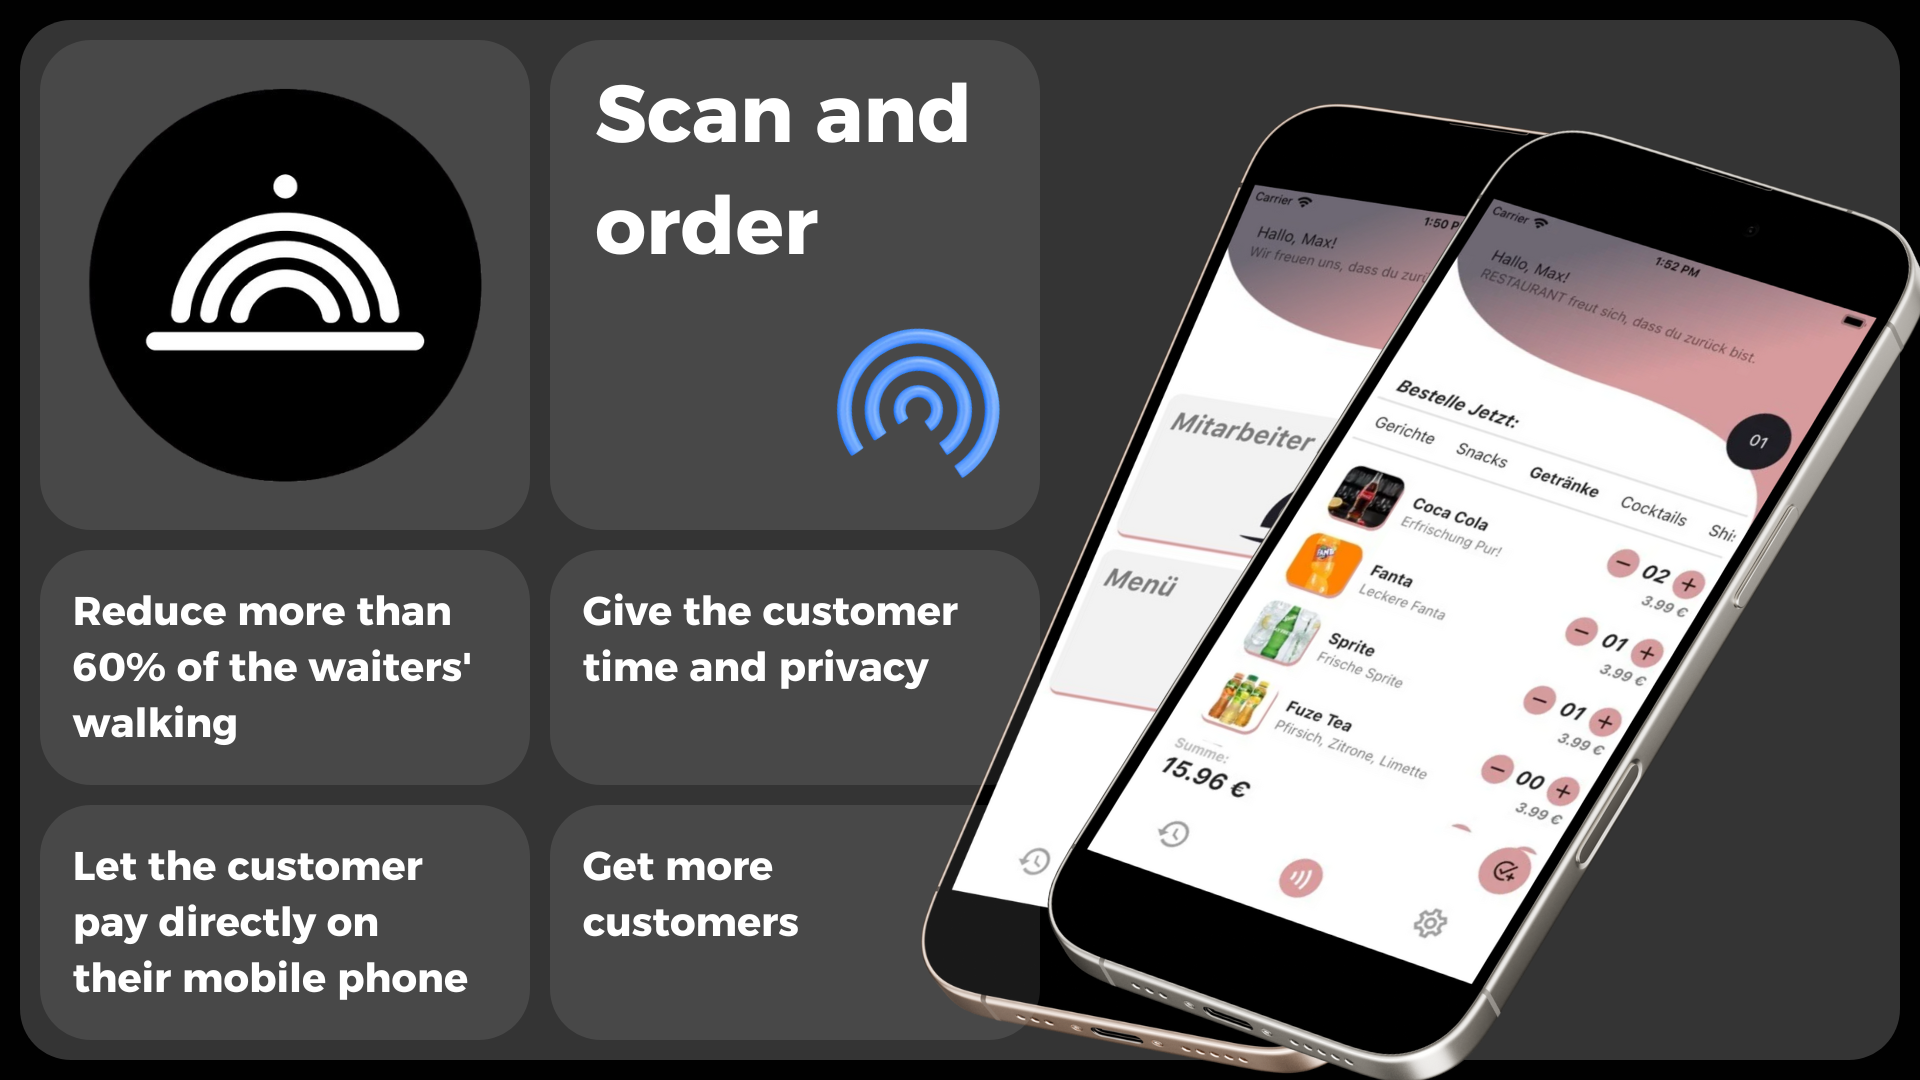 Scan and
order
Reduce more than
60% of the waiters'
walking
Give the customer
time and privacy
Let the customer
pay directly on
their mobile phone
Get more
customers
Carrier
1:50 P
Hallo, Max!
Wir freuen uns, dass du zurü
Mitarbeiter
Menü
Carrier
1:52 PM
Hallo, Max!
RESTAURANT freut sich, dass du zurück bist.
01
Bestelle Jetzt:
Gerichte Snacks Getränke Cocktails Shi
Coca Cola
Erfrischung Pur!
− 02 +
3.99 €
Fanta
Leckere Fanta
− 01 +
3.99 €
Sprite
Frische Sprite
− 01 +
3.99 €
Fuze Tea
Pfirsich, Zitrone, Limette
− 00 +
3.99 €
Summe:
15.96 €